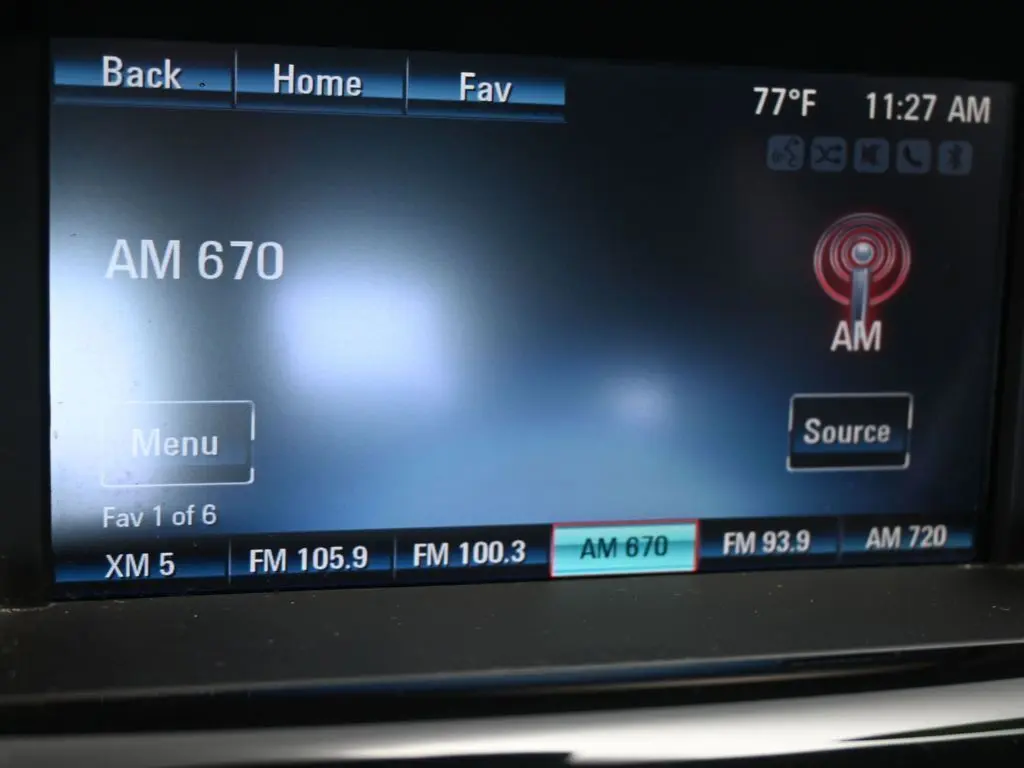 Back Home Fav
77°F 11:27 AM
AM 670
AM
Menu
Source
Fav 1 of 6
XM 5 FM 105.9 FM 100.3 AM 670 FM 93.9 AM 720